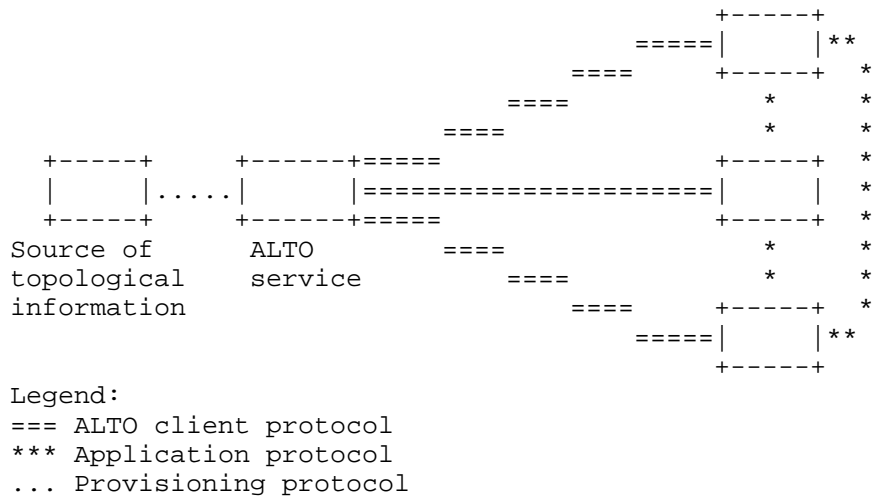 Source of ALTO
topological service
information
Legend:
=== ALTO client protocol
*** Application protocol
... Provisioning protocol